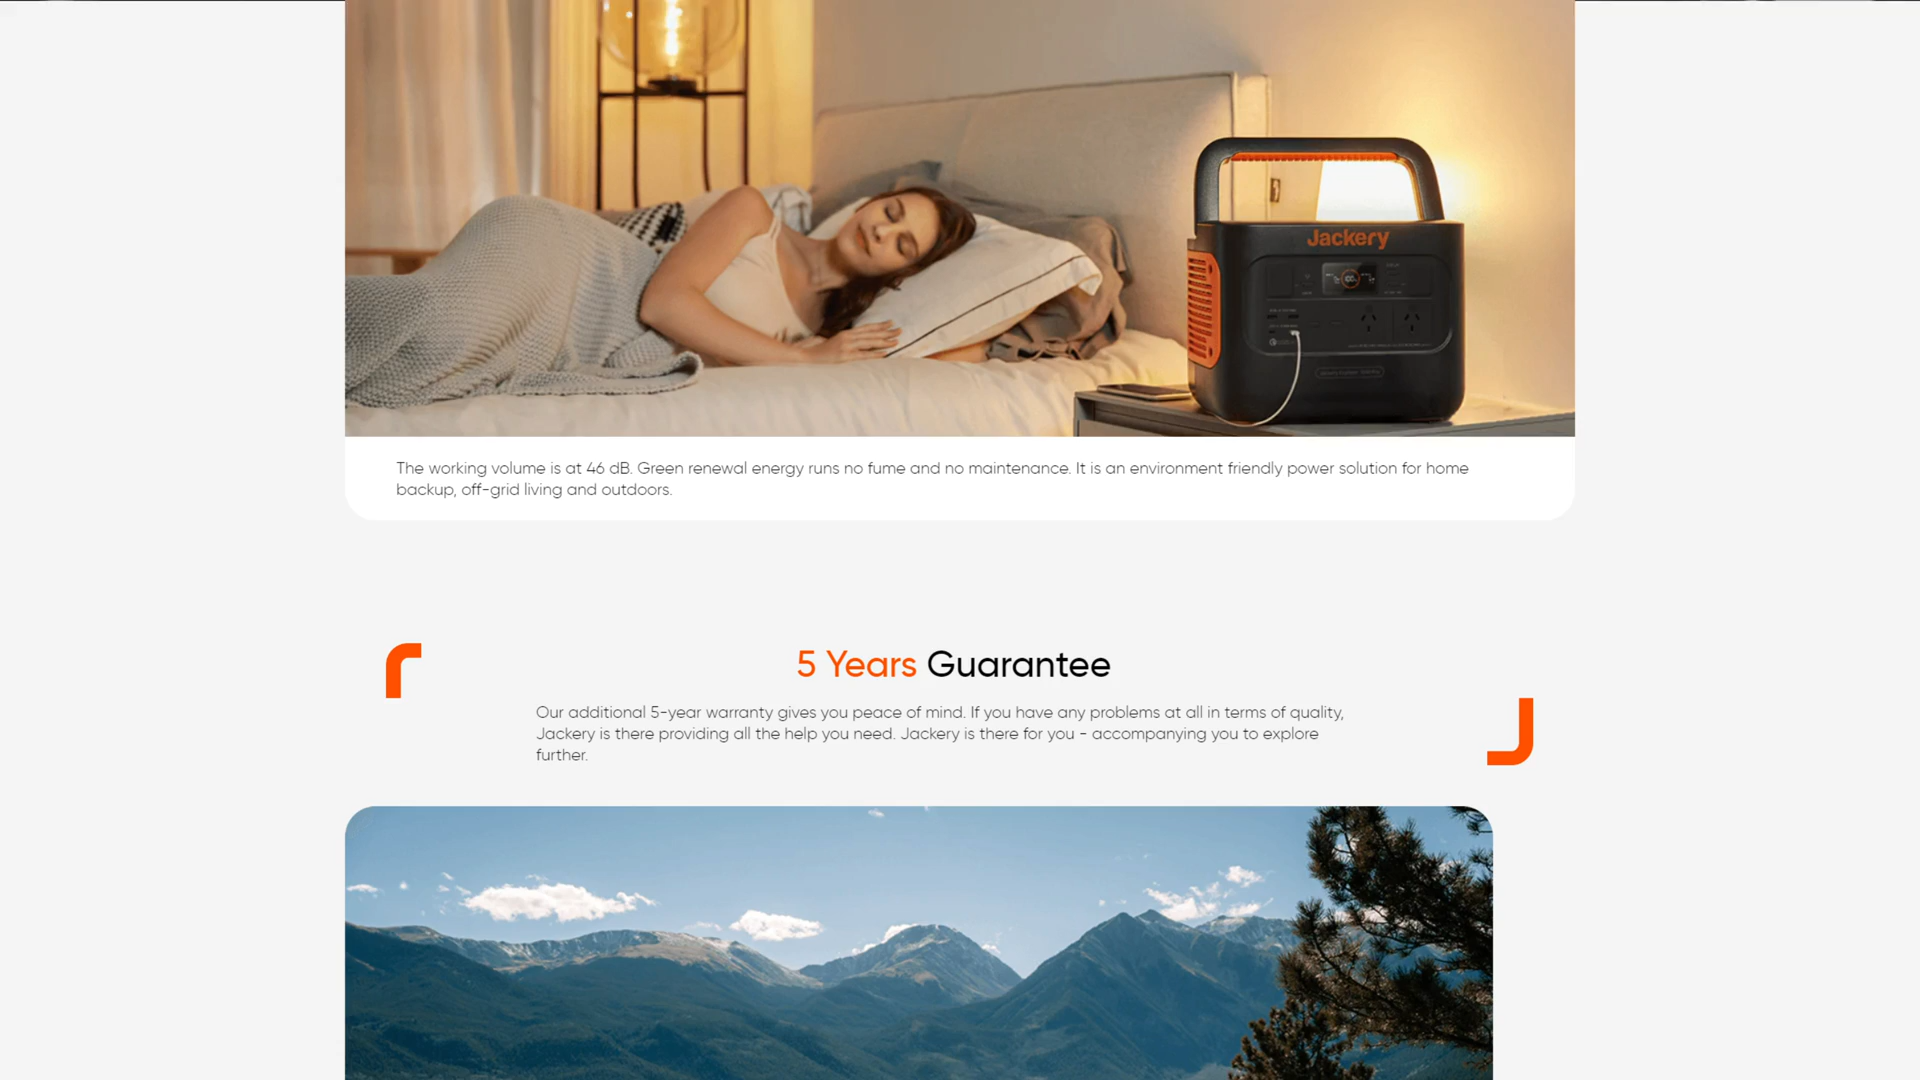 Jackery
The working volume is at 46 dB. Green renewal energy runs no fume and no maintenance. It is an environment friendly power solution for home
backup, off-grid living and outdoors.
5 Years Guarantee
Our additional 5-year warranty gives you peace of mind. If you have any problems at all in terms of quality,
Jackery is there providing all the help you need. Jackery is there for you - accompanying you to explore
further.